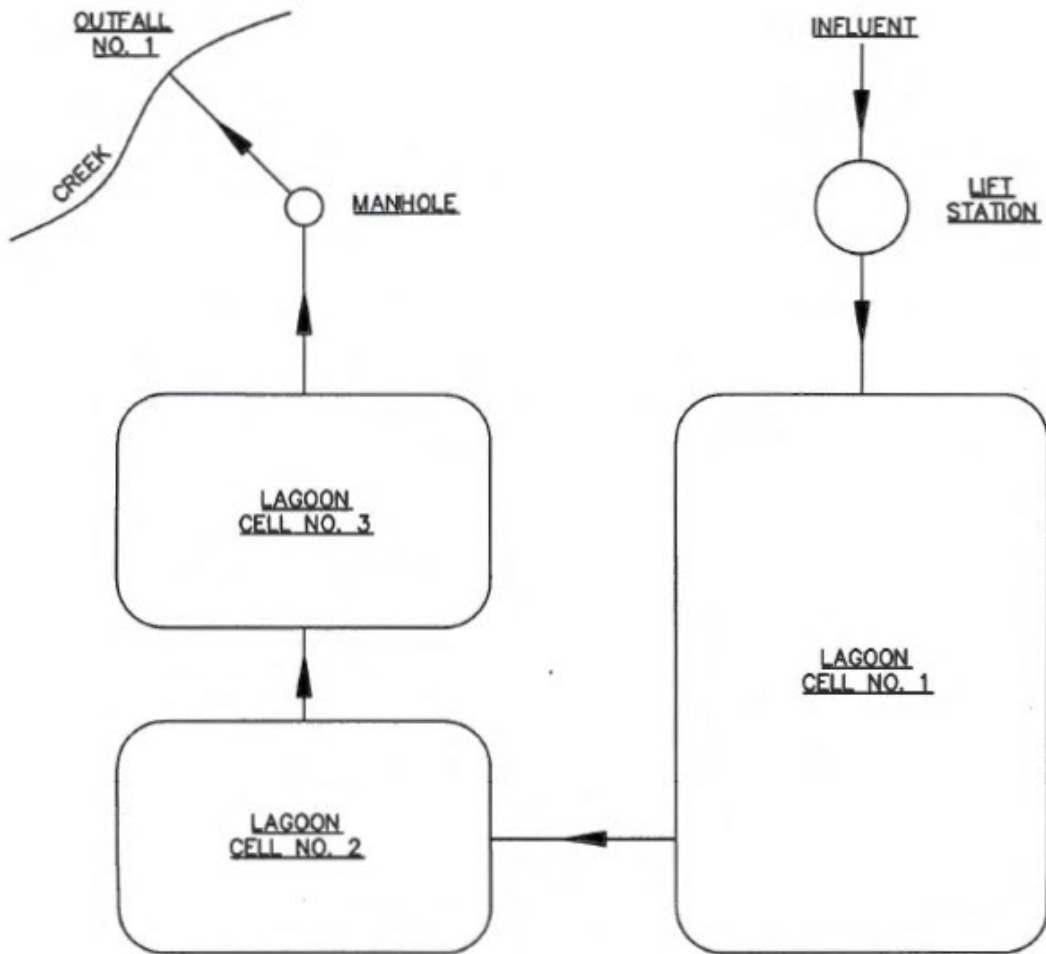 OUTFALL
NO. 1
INFLUENT
CREEK
MANHOLE
LIFT
STATION
LAGOON
CELL NO. 3
LAGOON
CELL NO. 1
LAGOON
CELL NO. 2